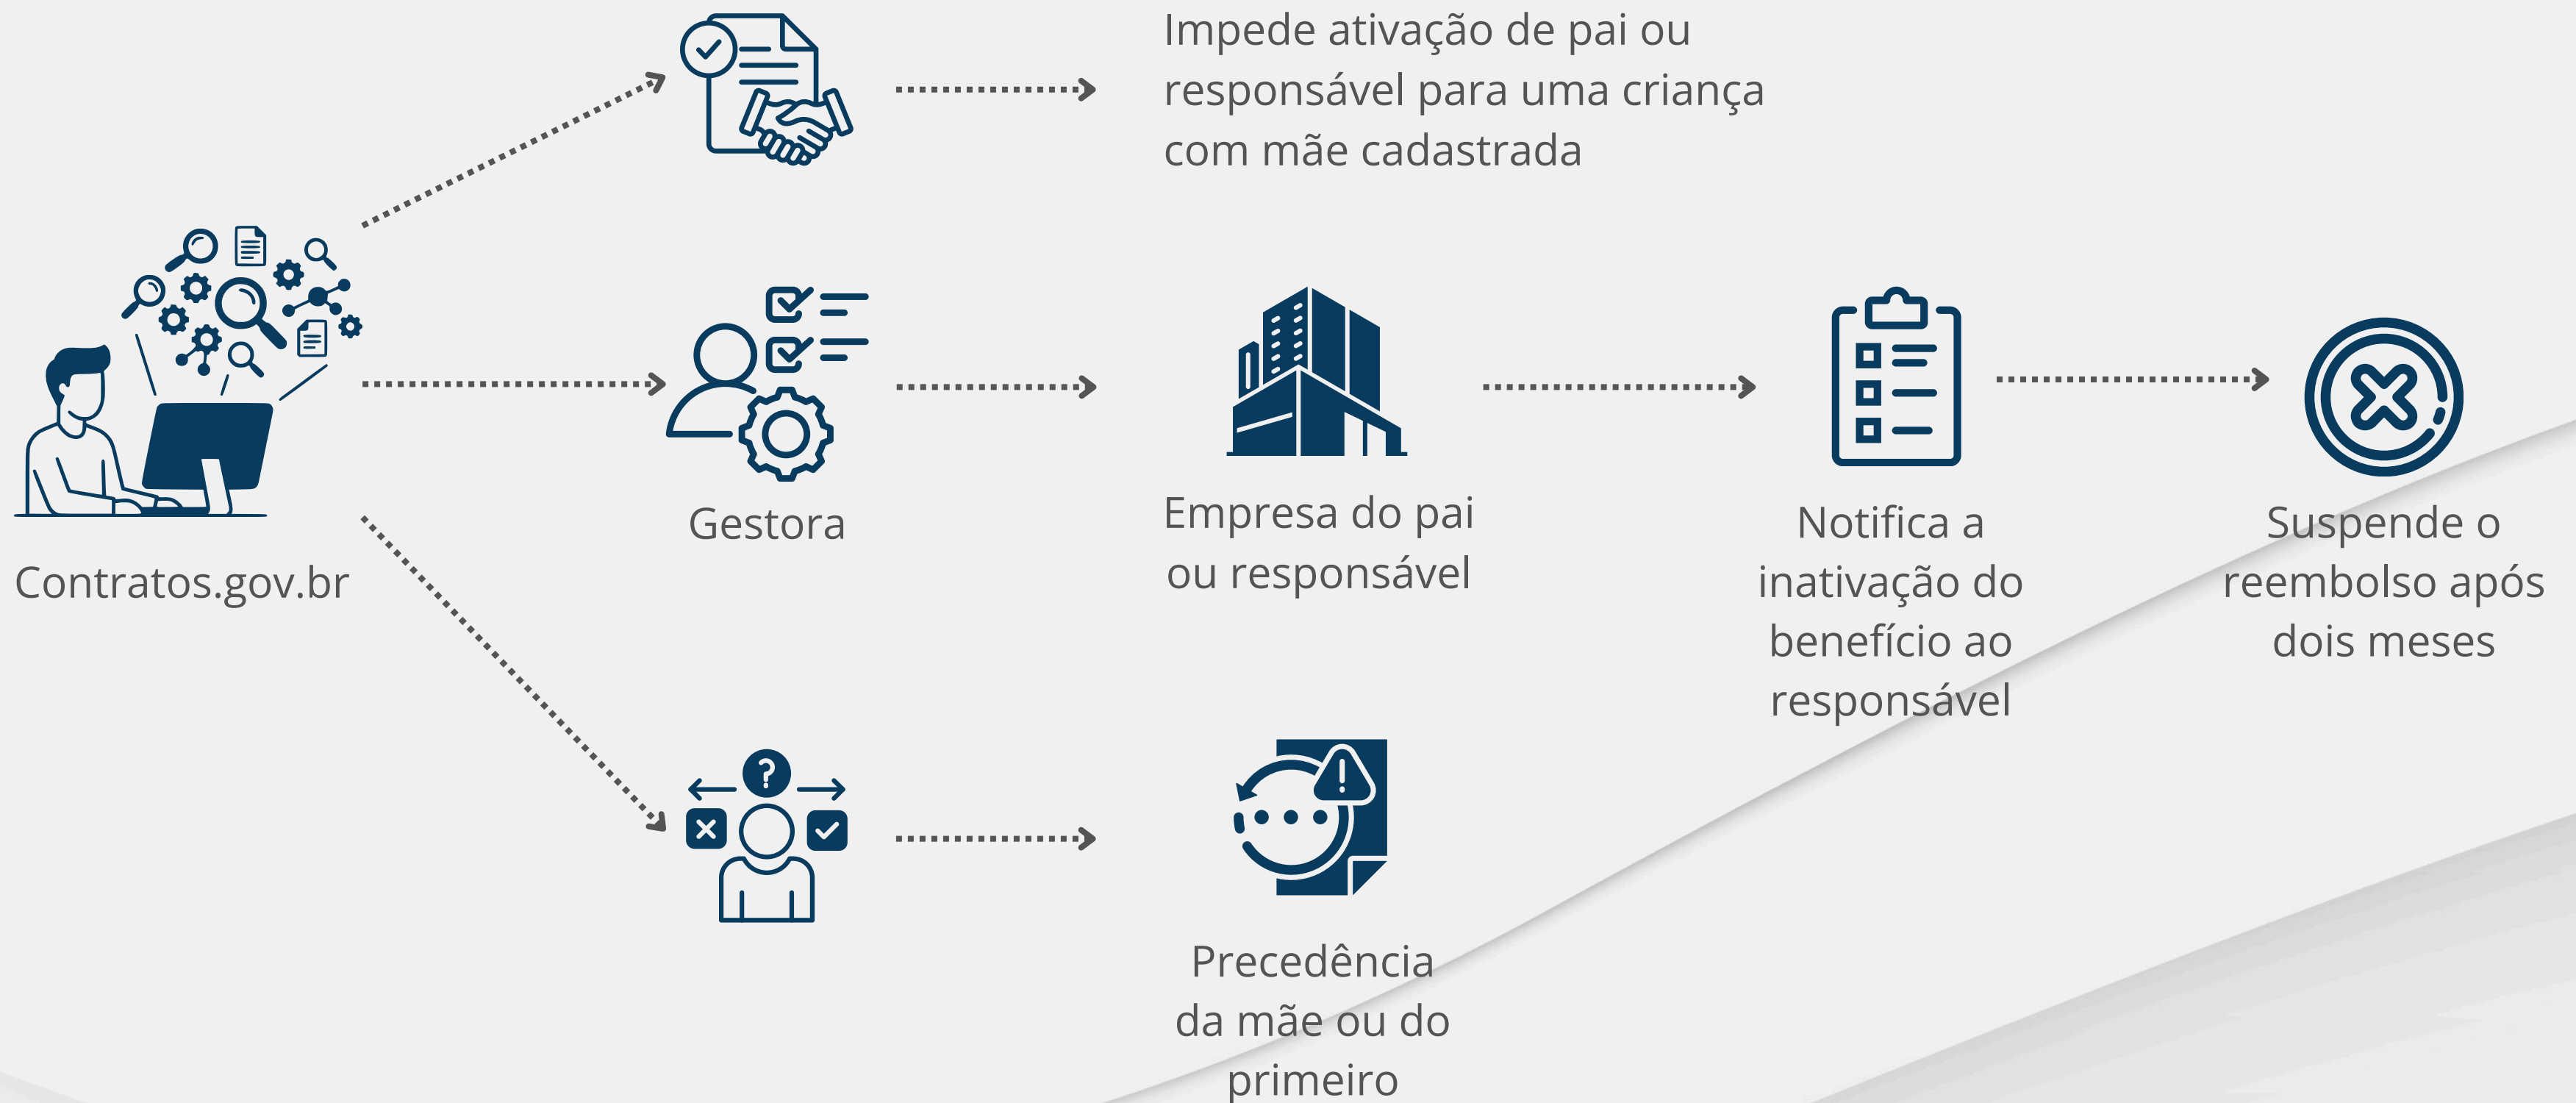 Impede ativação de pai ou
responsável para uma criança
com mãe cadastrada
Contratos.gov.br
Gestora
Empresa do pai
ou responsável
Notifica a
inativação do
benefício ao
responsável
Suspende o
reembolso após
dois meses
Precedência
da mãe ou do
primeiro